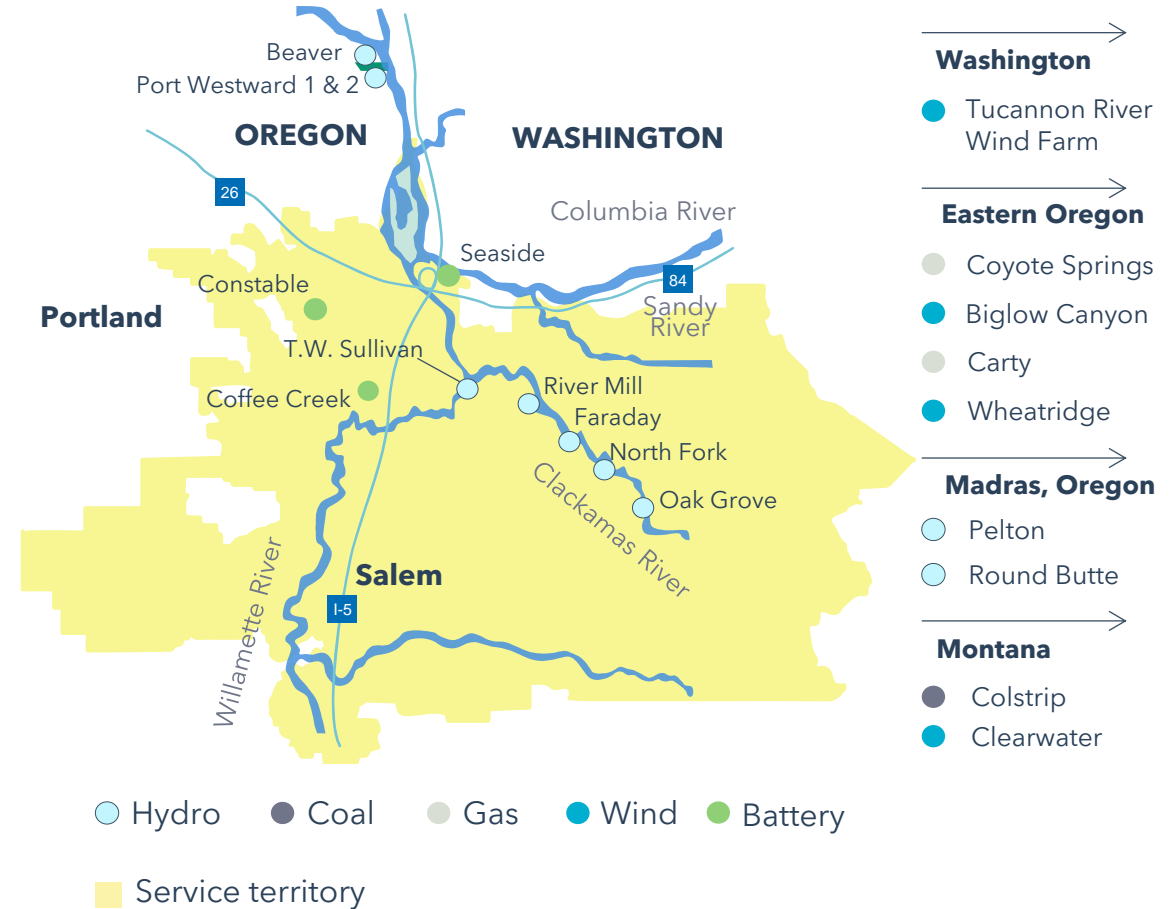 Beaver
Port Westward 1 & 2
OREGON
WASHINGTON
26
Columbia River
Seaside
84
Constable
Sandy
River
Portland
T.W. Sullivan
River Mill
Coffee Creek
Faraday
North Fork
Clackamas River
Oak Grove
Willamette River
Salem
I-5
Washington
Tucannon River
Wind Farm
Eastern Oregon
Coyote Springs
Biglow Canyon
Carty
Wheatridge
Madras, Oregon
Pelton
Round Butte
Montana
Colstrip
Clearwater
Hydro
Coal
Gas
Wind
Battery
Service territory